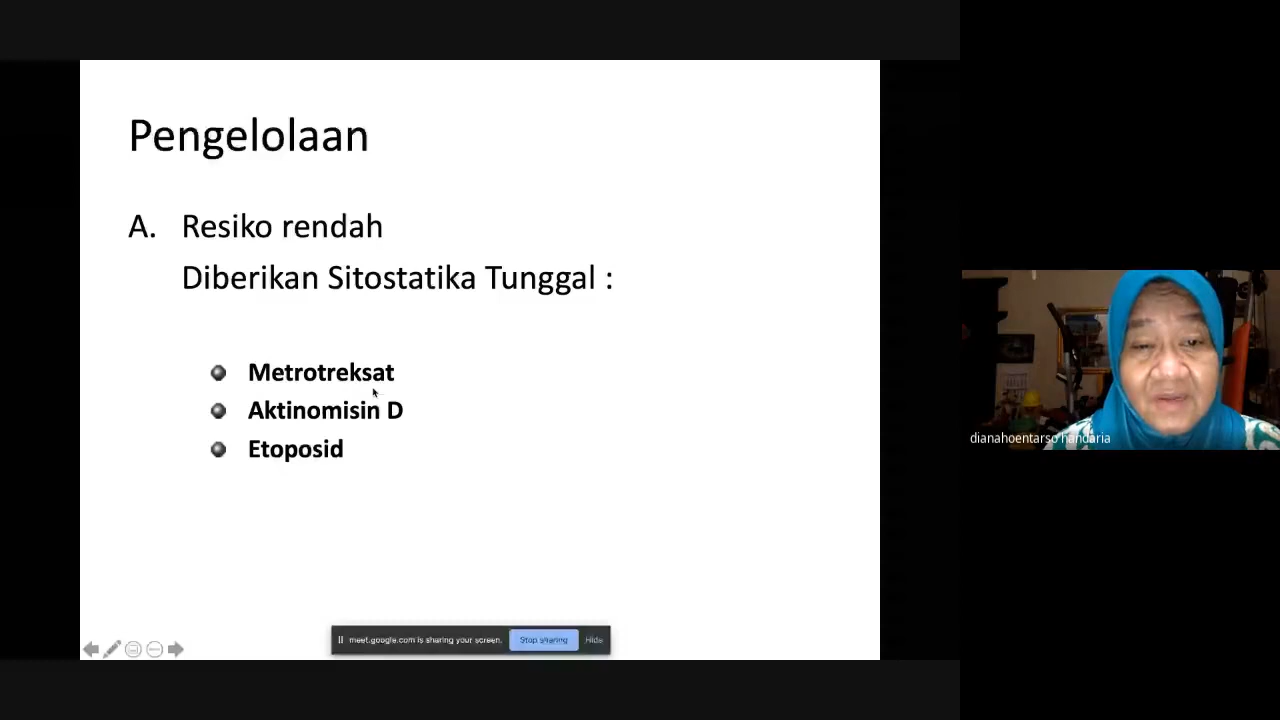 Pengelolaan
A. Resiko rendah
Diberikan Sitostatika Tunggal :
Metrotreksat
Aktinomisin D
Etoposid
dianahoentarso handaria
meet.google.com is sharing your screen.
Stop sharing
Hide